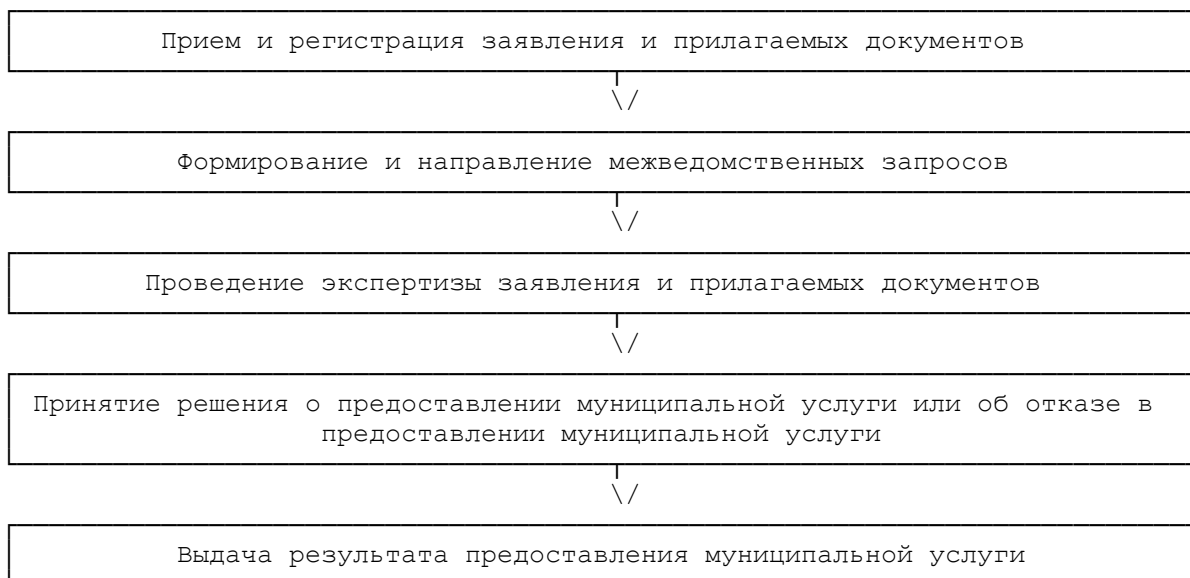 Прием и регистрация заявления и прилагаемых документов
\/
Формирование и направление межведомственных запросов
\/
Проведение экспертизы заявления и прилагаемых документов
\/
Принятие решения о предоставлении муниципальной услуги или об отказе в
предоставлении муниципальной услуги
\/
Выдача результата предоставления муниципальной услуги